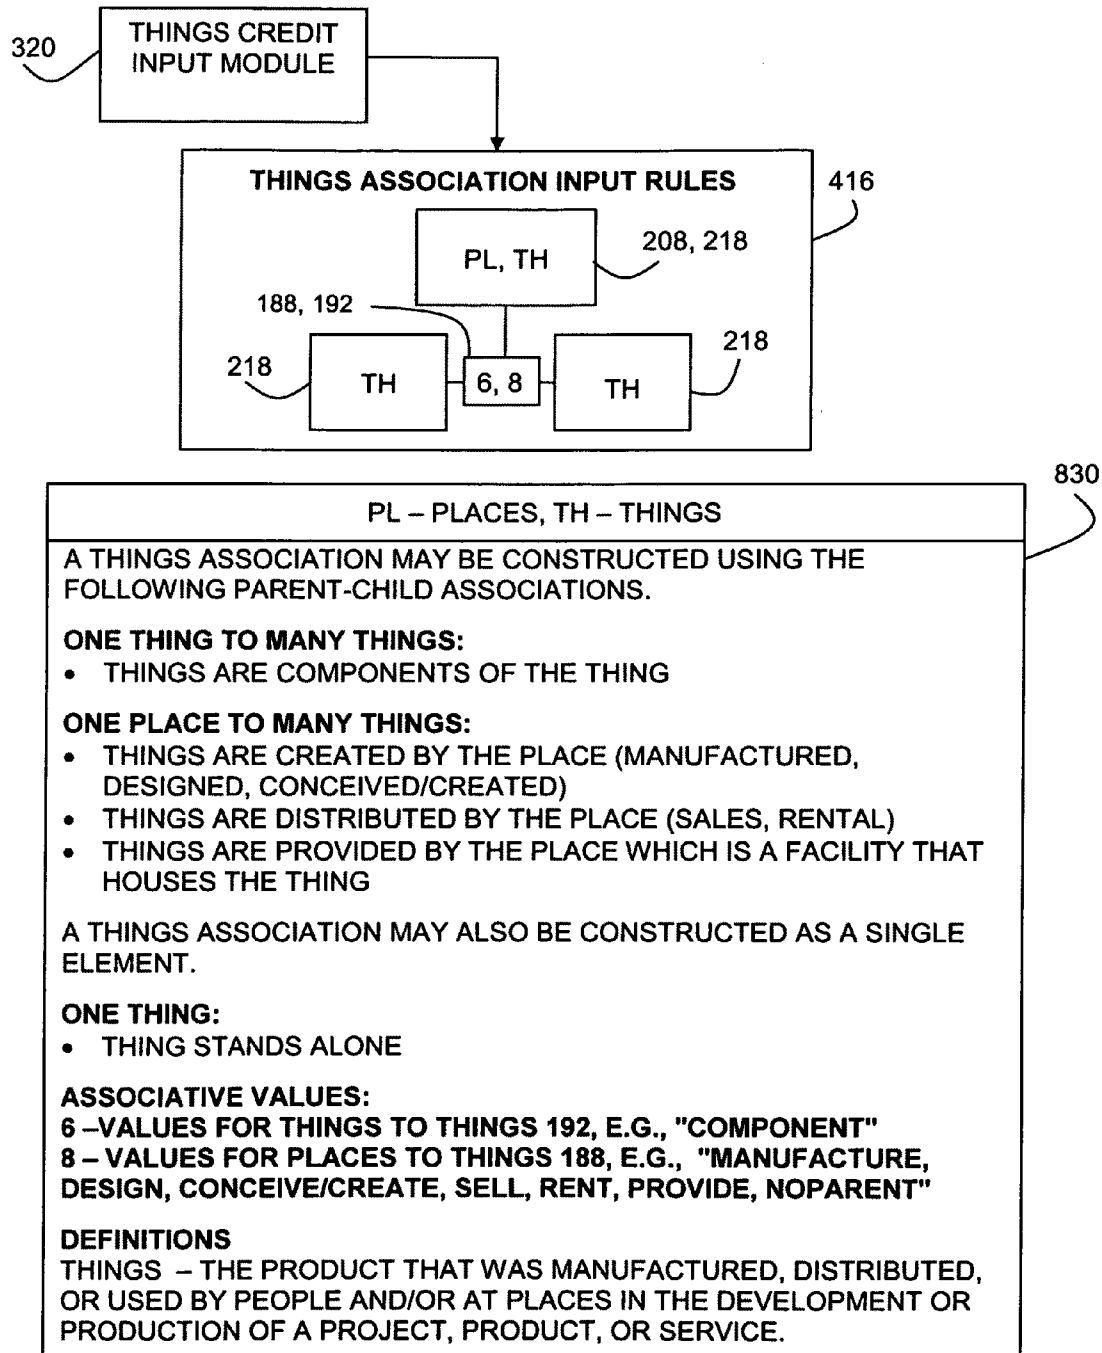 THINGS CREDIT
INPUT MODULE
320
THINGS ASSOCIATION INPUT RULES
416
PL, TH
208, 218
188, 192
218
TH
6, 8
TH
218
830
PL – PLACES, TH – THINGS
A THINGS ASSOCIATION MAY BE CONSTRUCTED USING THE
FOLLOWING PARENT-CHILD ASSOCIATIONS.
ONE THING TO MANY THINGS:
• THINGS ARE COMPONENTS OF THE THING
ONE PLACE TO MANY THINGS:
• THINGS ARE CREATED BY THE PLACE (MANUFACTURED,
DESIGNED, CONCEIVED/CREATED)
• THINGS ARE DISTRIBUTED BY THE PLACE (SALES, RENTAL)
• THINGS ARE PROVIDED BY THE PLACE WHICH IS A FACILITY THAT
HOUSES THE THING
A THINGS ASSOCIATION MAY ALSO BE CONSTRUCTED AS A SINGLE
ELEMENT.
ONE THING:
• THING STANDS ALONE
ASSOCIATIVE VALUES:
6 –VALUES FOR THINGS TO THINGS 192, E.G., "COMPONENT"
8 – VALUES FOR PLACES TO THINGS 188, E.G., "MANUFACTURE,
DESIGN, CONCEIVE/CREATE, SELL, RENT, PROVIDE, NOPARENT"
DEFINITIONS
THINGS – THE PRODUCT THAT WAS MANUFACTURED, DISTRIBUTED,
OR USED BY PEOPLE AND/OR AT PLACES IN THE DEVELOPMENT OR
PRODUCTION OF A PROJECT, PRODUCT, OR SERVICE.